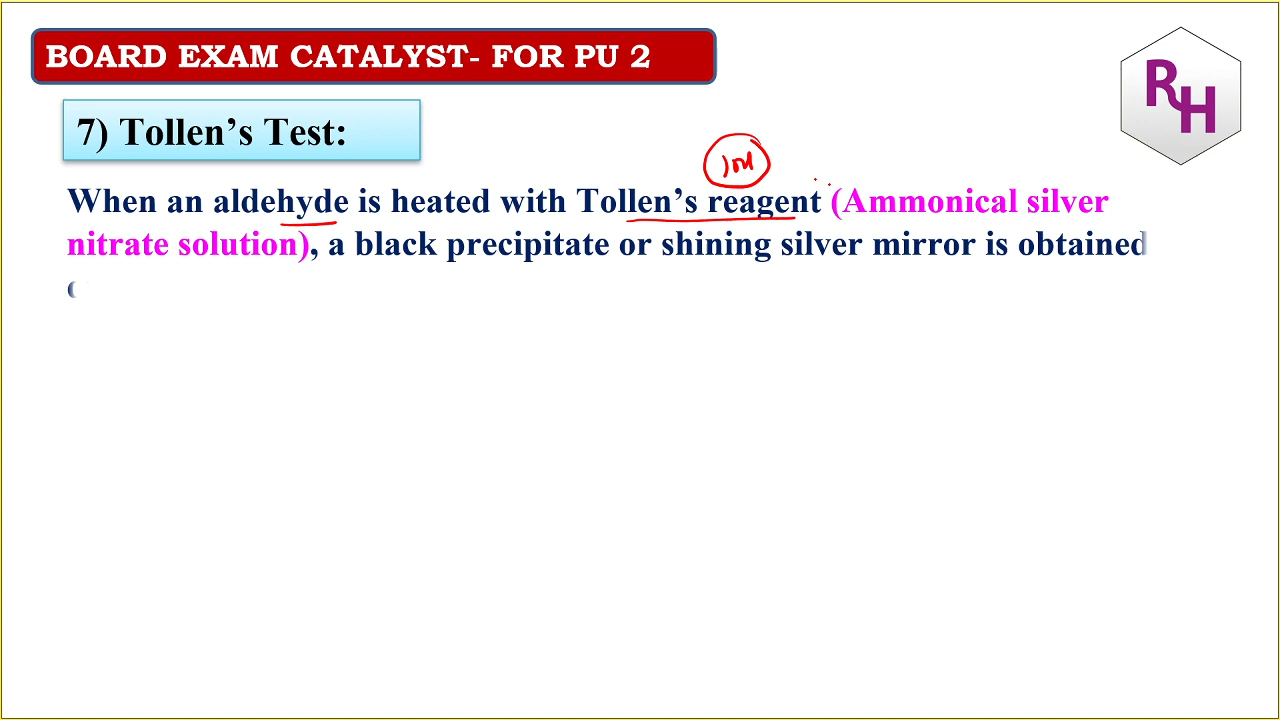 BOARD EXAM CATALYST- FOR PU 2
RH
7) Tollen’s Test:
When an aldehyde is heated with Tollen’s reagent (Ammonical silver
nitrate solution), a black precipitate or shining silver mirror is obtained